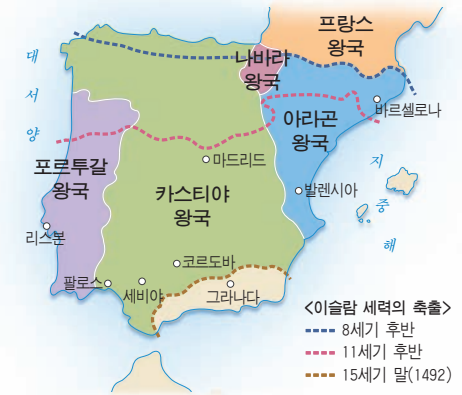 프랑스
왕국
나바라
왕국
대
서
양
아라곤
왕국
바르셀로나
마드리드
지
중
해
포르투갈
왕국
카스티야
왕국
발렌시아
리스본
코르도바
팔로스
세비야
그라나다
<이슬람 세력의 축출>
8세기 후반
11세기 후반
15세기 말(1492)